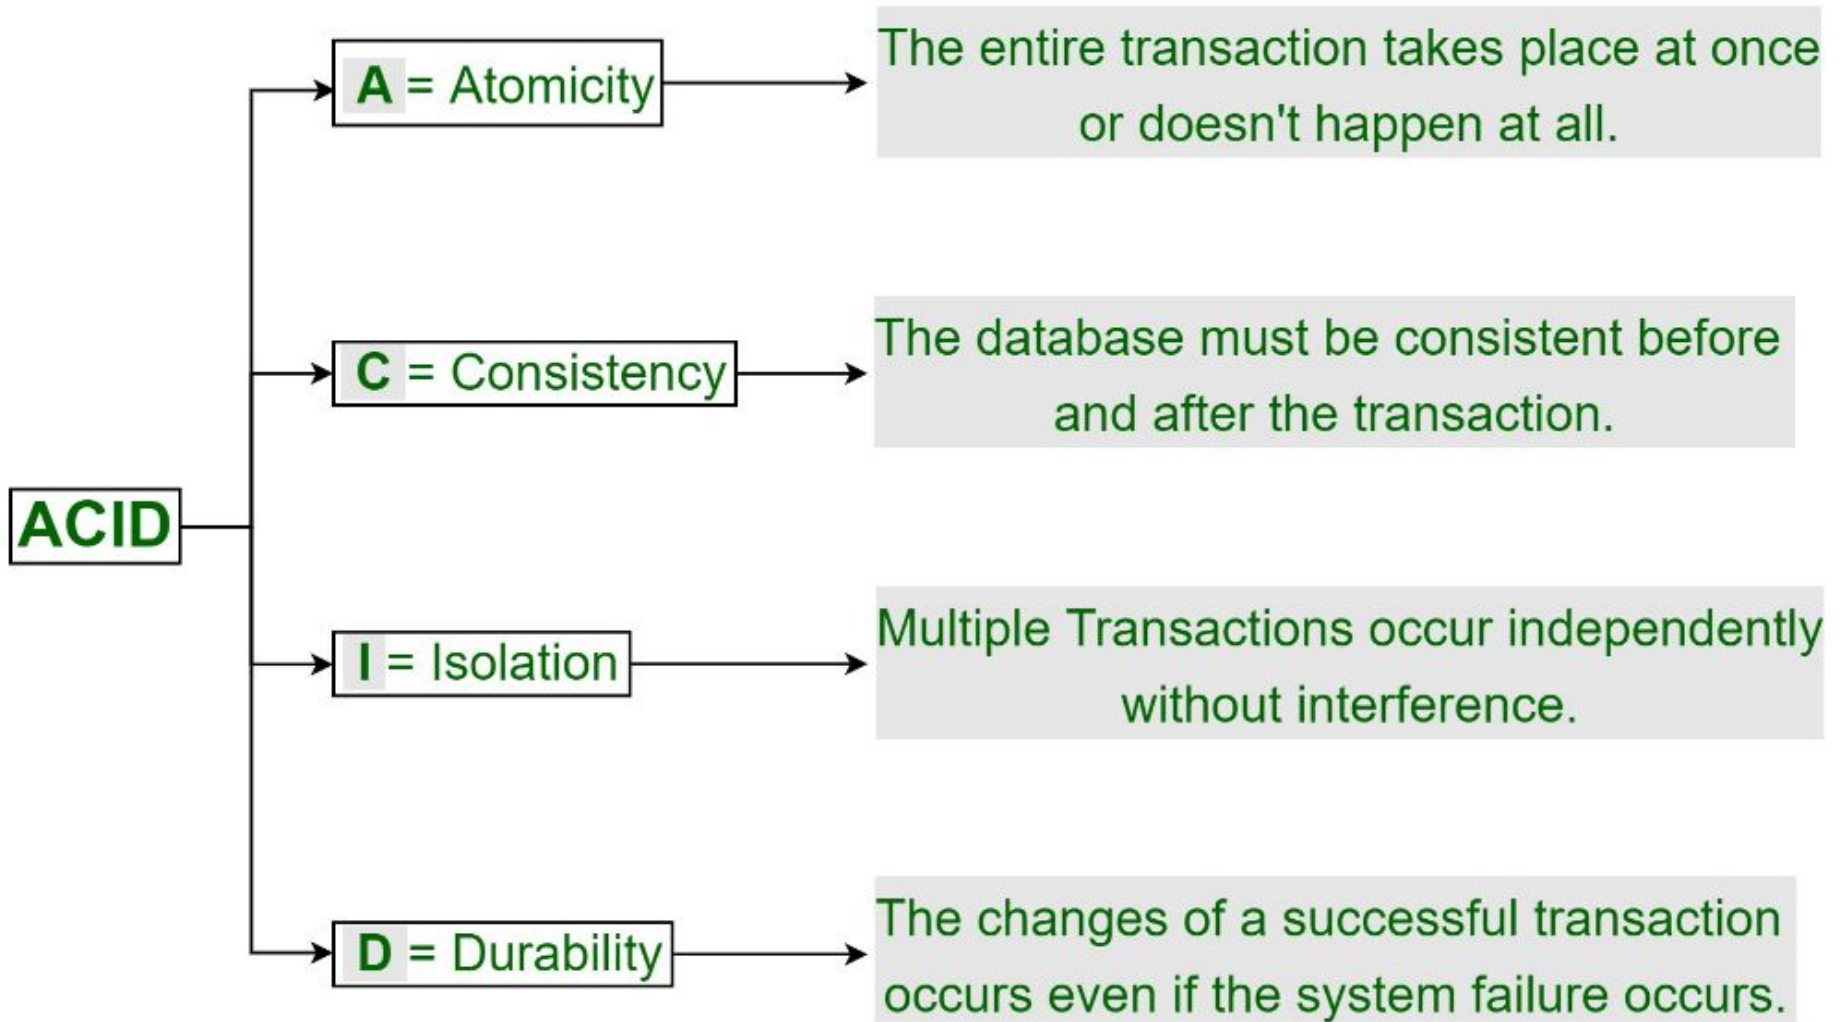 A = Atomicity
The entire transaction takes place at once
or doesn't happen at all.
C = Consistency
The database must be consistent before
and after the transaction.
ACID
I = Isolation
Multiple Transactions occur independently
without interference.
D = Durability
The changes of a successful transaction
occurs even if the system failure occurs.